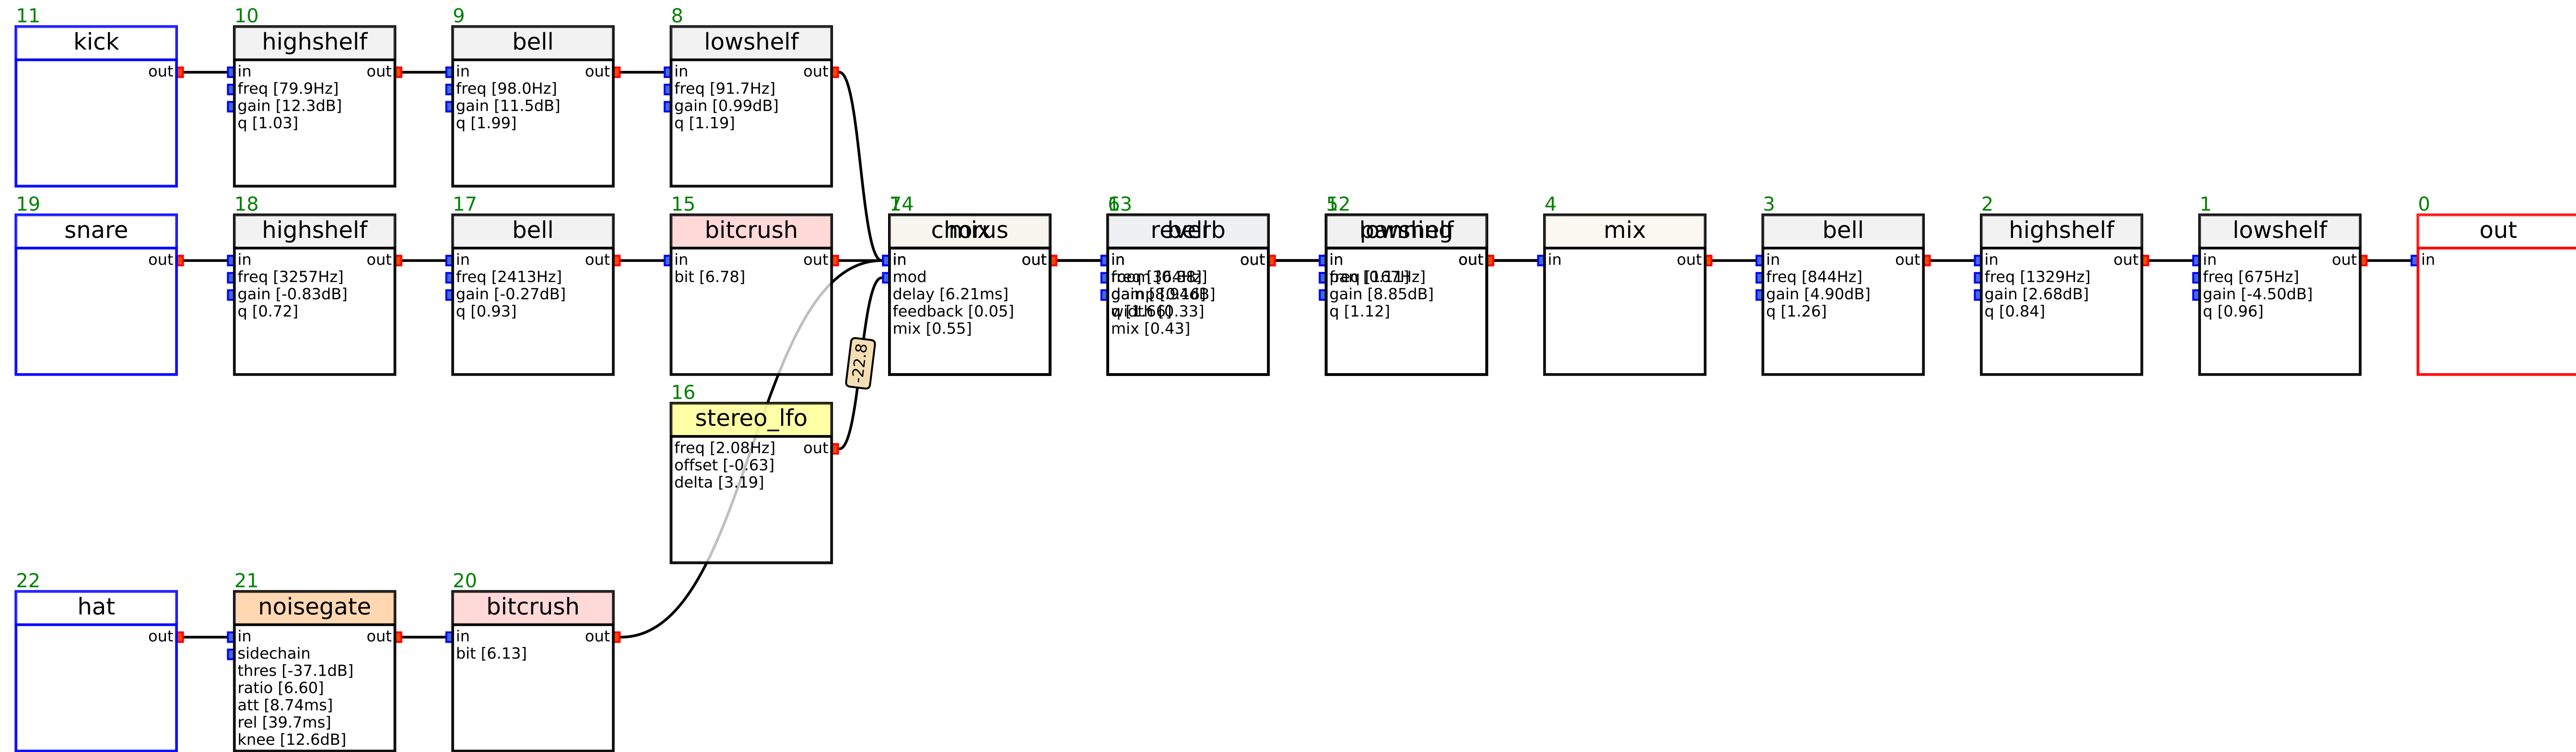 11
kick
out
10
highshelf
in out
freq [79.9Hz]
gain [12.3dB]
q [1.03]
9
bell
in out
freq [98.0Hz]
gain [11.5dB]
q [1.99]
8
lowshelf
in out
freq [91.7Hz]
gain [0.99dB]
q [1.19]
19
snare
out
18
highshelf
in out
freq [3257Hz]
gain [-0.83dB]
q [0.72]
17
bell
in out
freq [2413Hz]
gain [-0.27dB]
q [0.93]
15
bitcrush
in out
bit [6.78]
in out
mod
delay [6.21ms]
feedback [0.05]
mix [0.55]
in out
mix [0.43]
in out
gain [8.85dB]
q [1.12]
4
mix
in out
3
bell
in out
freq [844Hz]
gain [4.90dB]
q [1.26]
2
highshelf
in out
freq [1329Hz]
gain [2.68dB]
q [0.84]
1
lowshelf
in out
freq [675Hz]
gain [-4.50dB]
q [0.96]
0
out
in
-22.8
16
stereo_lfo
freq [2.08Hz] out
offset [-0.63]
delta [3.19]
22
hat
out
21
noisegate
in out
sidechain
thres [-37.1dB]
ratio [6.60]
att [8.74ms]
rel [39.7ms]
knee [12.6dB]
20
bitcrush
in out
bit [6.13]